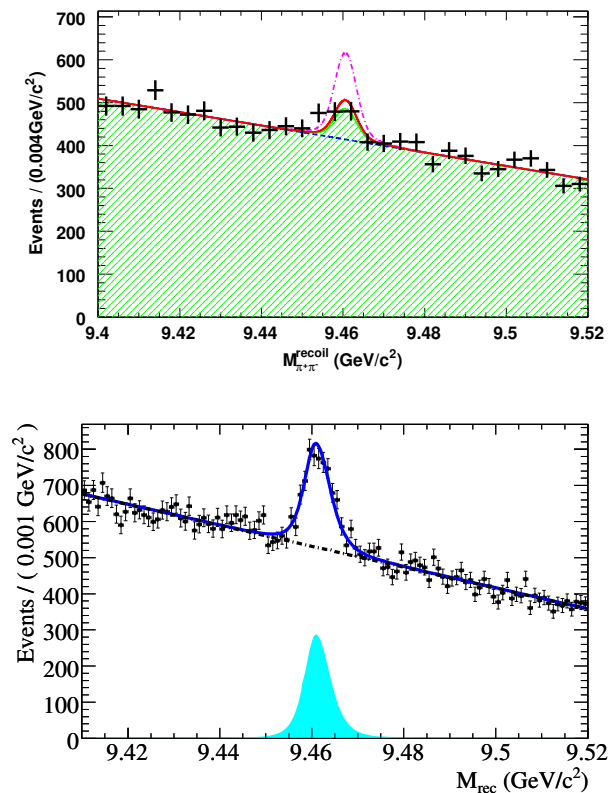 Events / (0.004GeV/c²)
700
600
500
400
300
200
100
0
9.4 9.42 9.44 9.46 9.48 9.5 9.52
M recoil π⁺π⁻ (GeV/c²)
Events / ( 0.001 GeV/c² )
800
700
600
500
400
300
200
100
0
9.42 9.44 9.46 9.48 9.5 9.52
M_rec (GeV/c²)